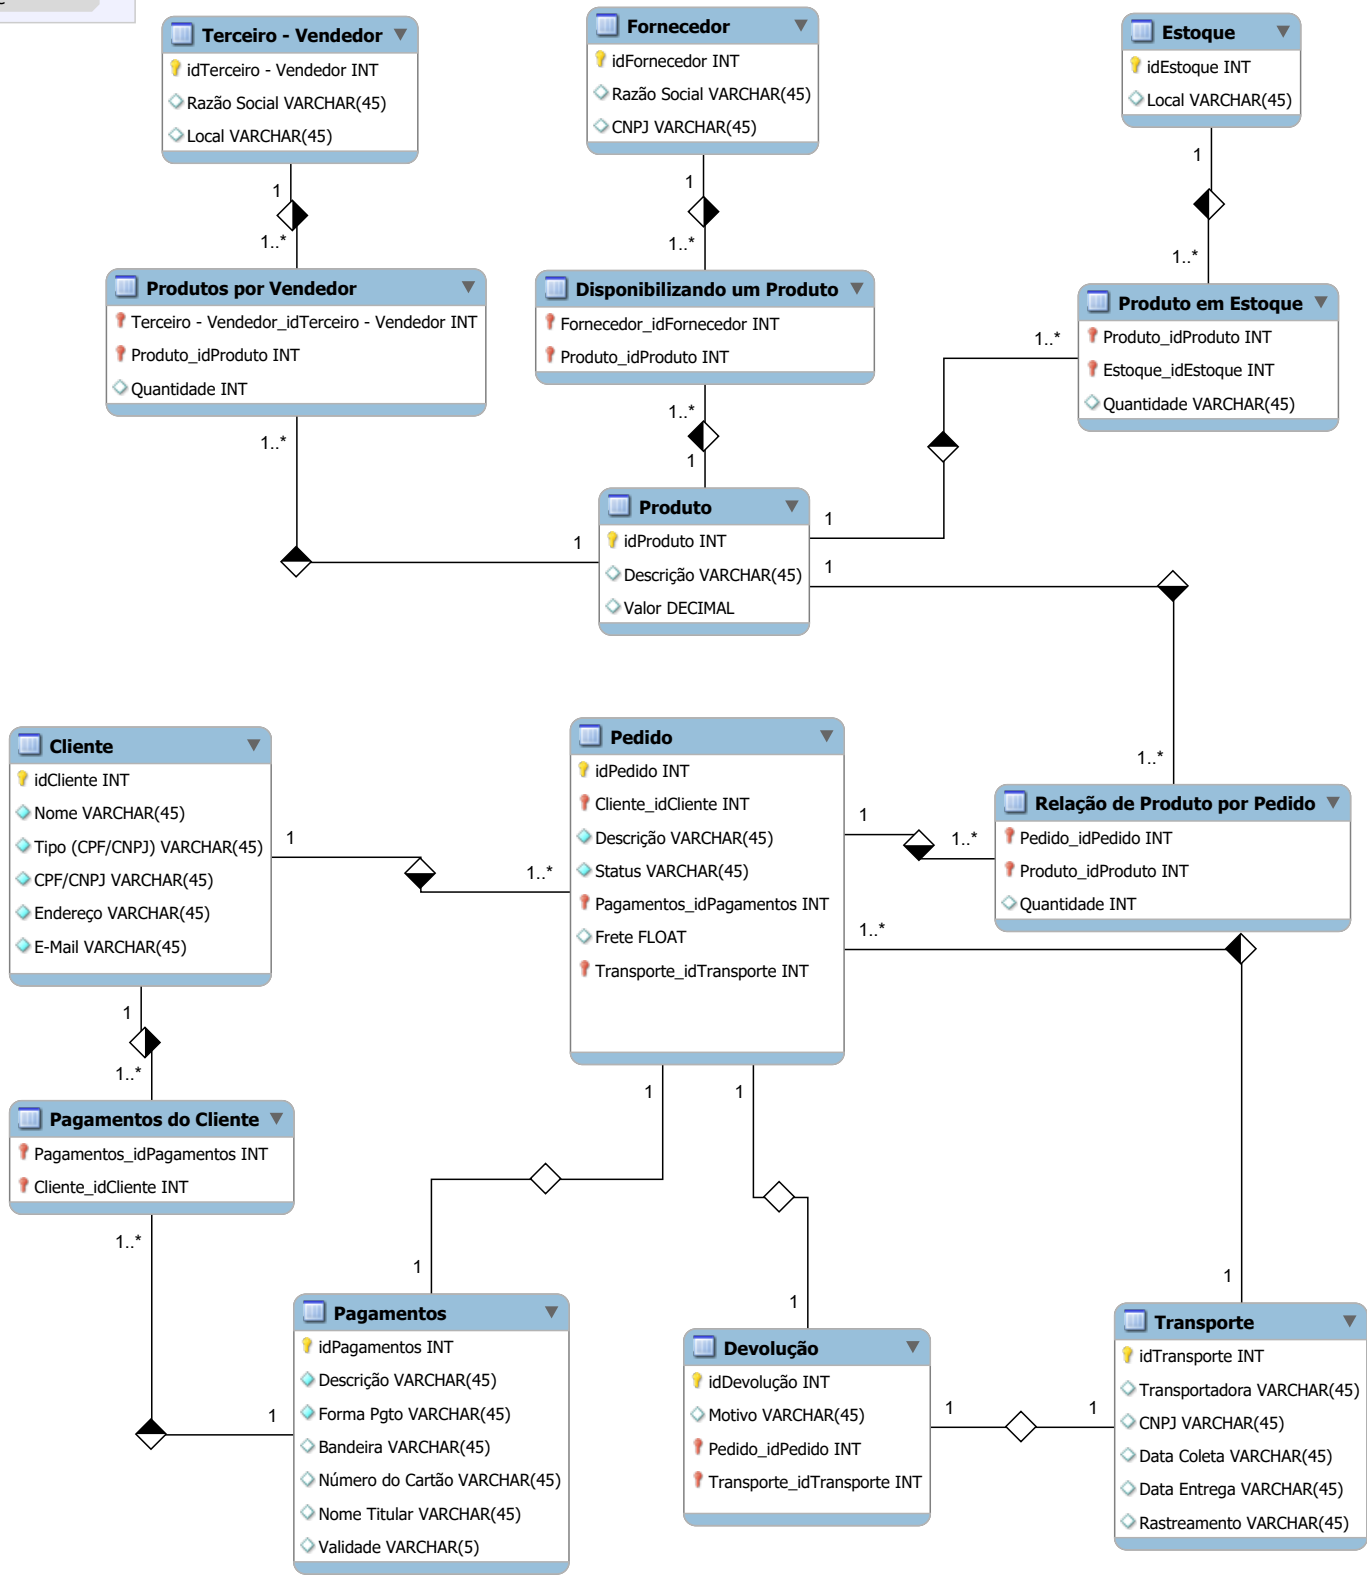 Terceiro - Vendedor
idTerceiro - Vendedor INT
Razão Social VARCHAR(45)
Local VARCHAR(45)
Fornecedor
idFornecedor INT
Razão Social VARCHAR(45)
CNPJ VARCHAR(45)
Estoque
idEstoque INT
Local VARCHAR(45)
1
1..*
1
1..*
1
1..*
Produtos por Vendedor
Terceiro - Vendedor_idTerceiro - Vendedor INT
Produto_idProduto INT
Quantidade INT
Disponibilizando um Produto
Fornecedor_idFornecedor INT
Produto_idProduto INT
Produto em Estoque
Produto_idProduto INT
Estoque_idEstoque INT
Quantidade VARCHAR(45)
1..*
1
1..*
1
1..*
1
Produto
idProduto INT
Descrição VARCHAR(45)
Valor DECIMAL
1
1..*
Cliente
idCliente INT
Nome VARCHAR(45)
Tipo (CPF/CNPJ) VARCHAR(45)
CPF/CNPJ VARCHAR(45)
Endereço VARCHAR(45)
E-Mail VARCHAR(45)
1
1..*
Pedido
idPedido INT
Cliente_idCliente INT
Descrição VARCHAR(45)
Status VARCHAR(45)
Pagamentos_idPagamentos INT
Frete FLOAT
Transporte_idTransporte INT
1
1..*
Relação de Produto por Pedido
Pedido_idPedido INT
Produto_idProduto INT
Quantidade INT
1..*
1
1
1..*
Pagamentos do Cliente
Pagamentos_idPagamentos INT
Cliente_idCliente INT
1..*
1
1
1
1
1
Pagamentos
idPagamentos INT
Descrição VARCHAR(45)
Forma Pgto VARCHAR(45)
Bandeira VARCHAR(45)
Número do Cartão VARCHAR(45)
Nome Titular VARCHAR(45)
Validade VARCHAR(5)
Devolução
idDevolução INT
Motivo VARCHAR(45)
Pedido_idPedido INT
Transporte_idTransporte INT
1
1
Transporte
idTransporte INT
Transportadora VARCHAR(45)
CNPJ VARCHAR(45)
Data Coleta VARCHAR(45)
Data Entrega VARCHAR(45)
Rastreamento VARCHAR(45)